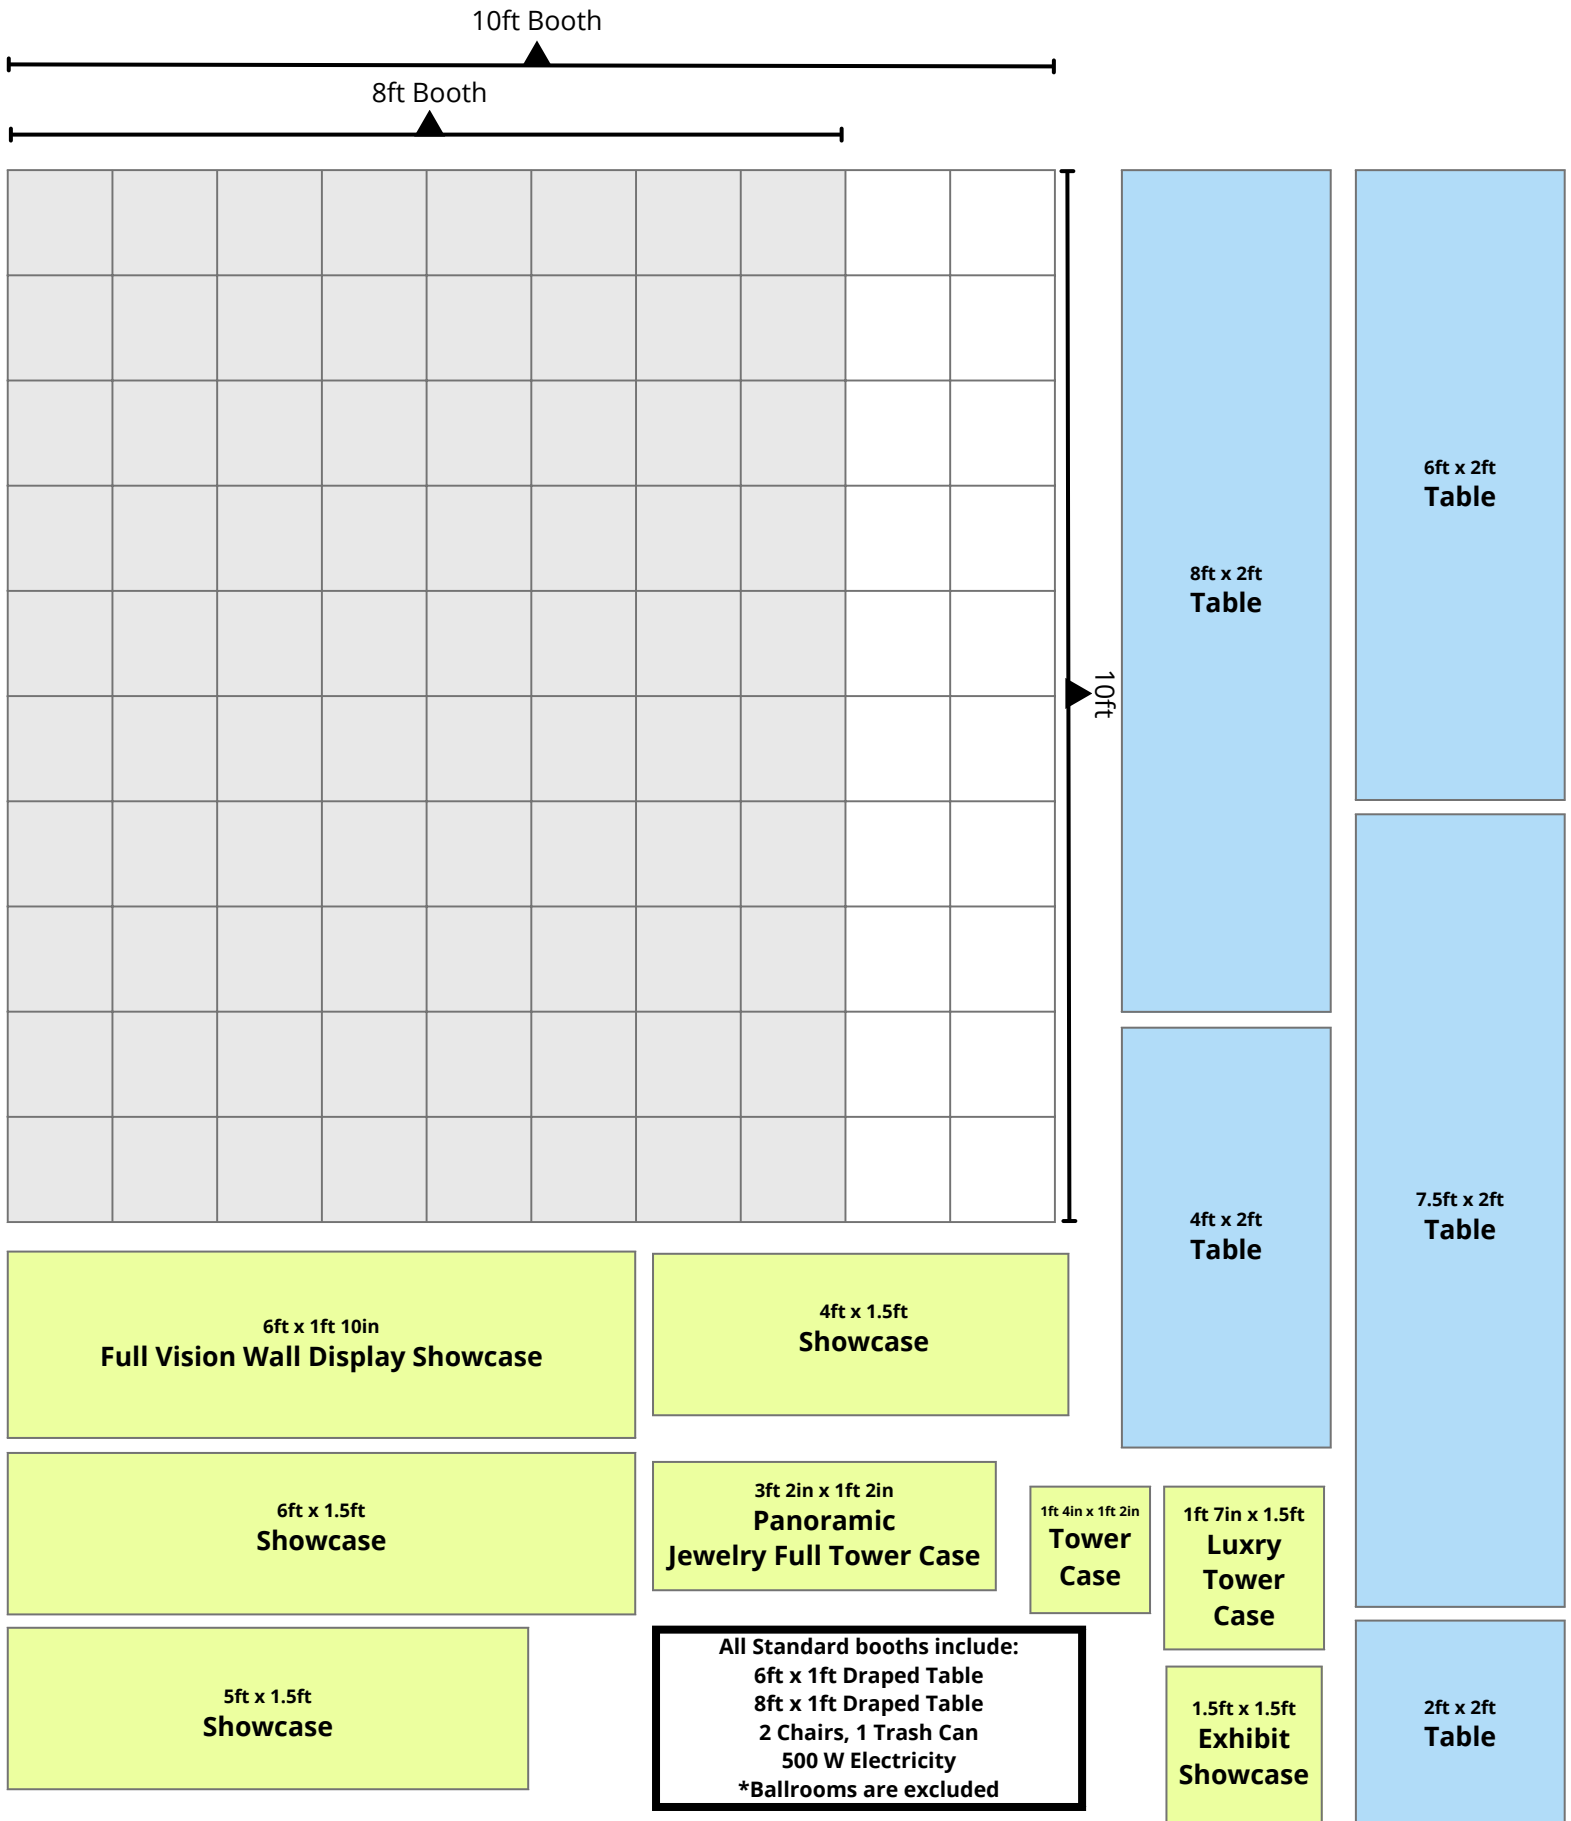 10ft Booth
8ft Booth
10ft
8ft x 2ft
Table
6ft x 2ft
Table
4ft x 2ft
Table
7.5ft x 2ft
Table
6ft x 1ft 10in
Full Vision Wall Display Showcase
4ft x 1.5ft
Showcase
6ft x 1.5ft
Showcase
3ft 2in x 1ft 2in
Panoramic
Jewelry Full Tower Case
1ft 4in x 1ft 2in
Tower
Case
1ft 7in x 1.5ft
Luxry
Tower
Case
5ft x 1.5ft
Showcase
All Standard booths include:
6ft x 1ft Draped Table
8ft x 1ft Draped Table
2 Chairs, 1 Trash Can
500 W Electricity
*Ballrooms are excluded
1.5ft x 1.5ft
Exhibit
Showcase
2ft x 2ft
Table